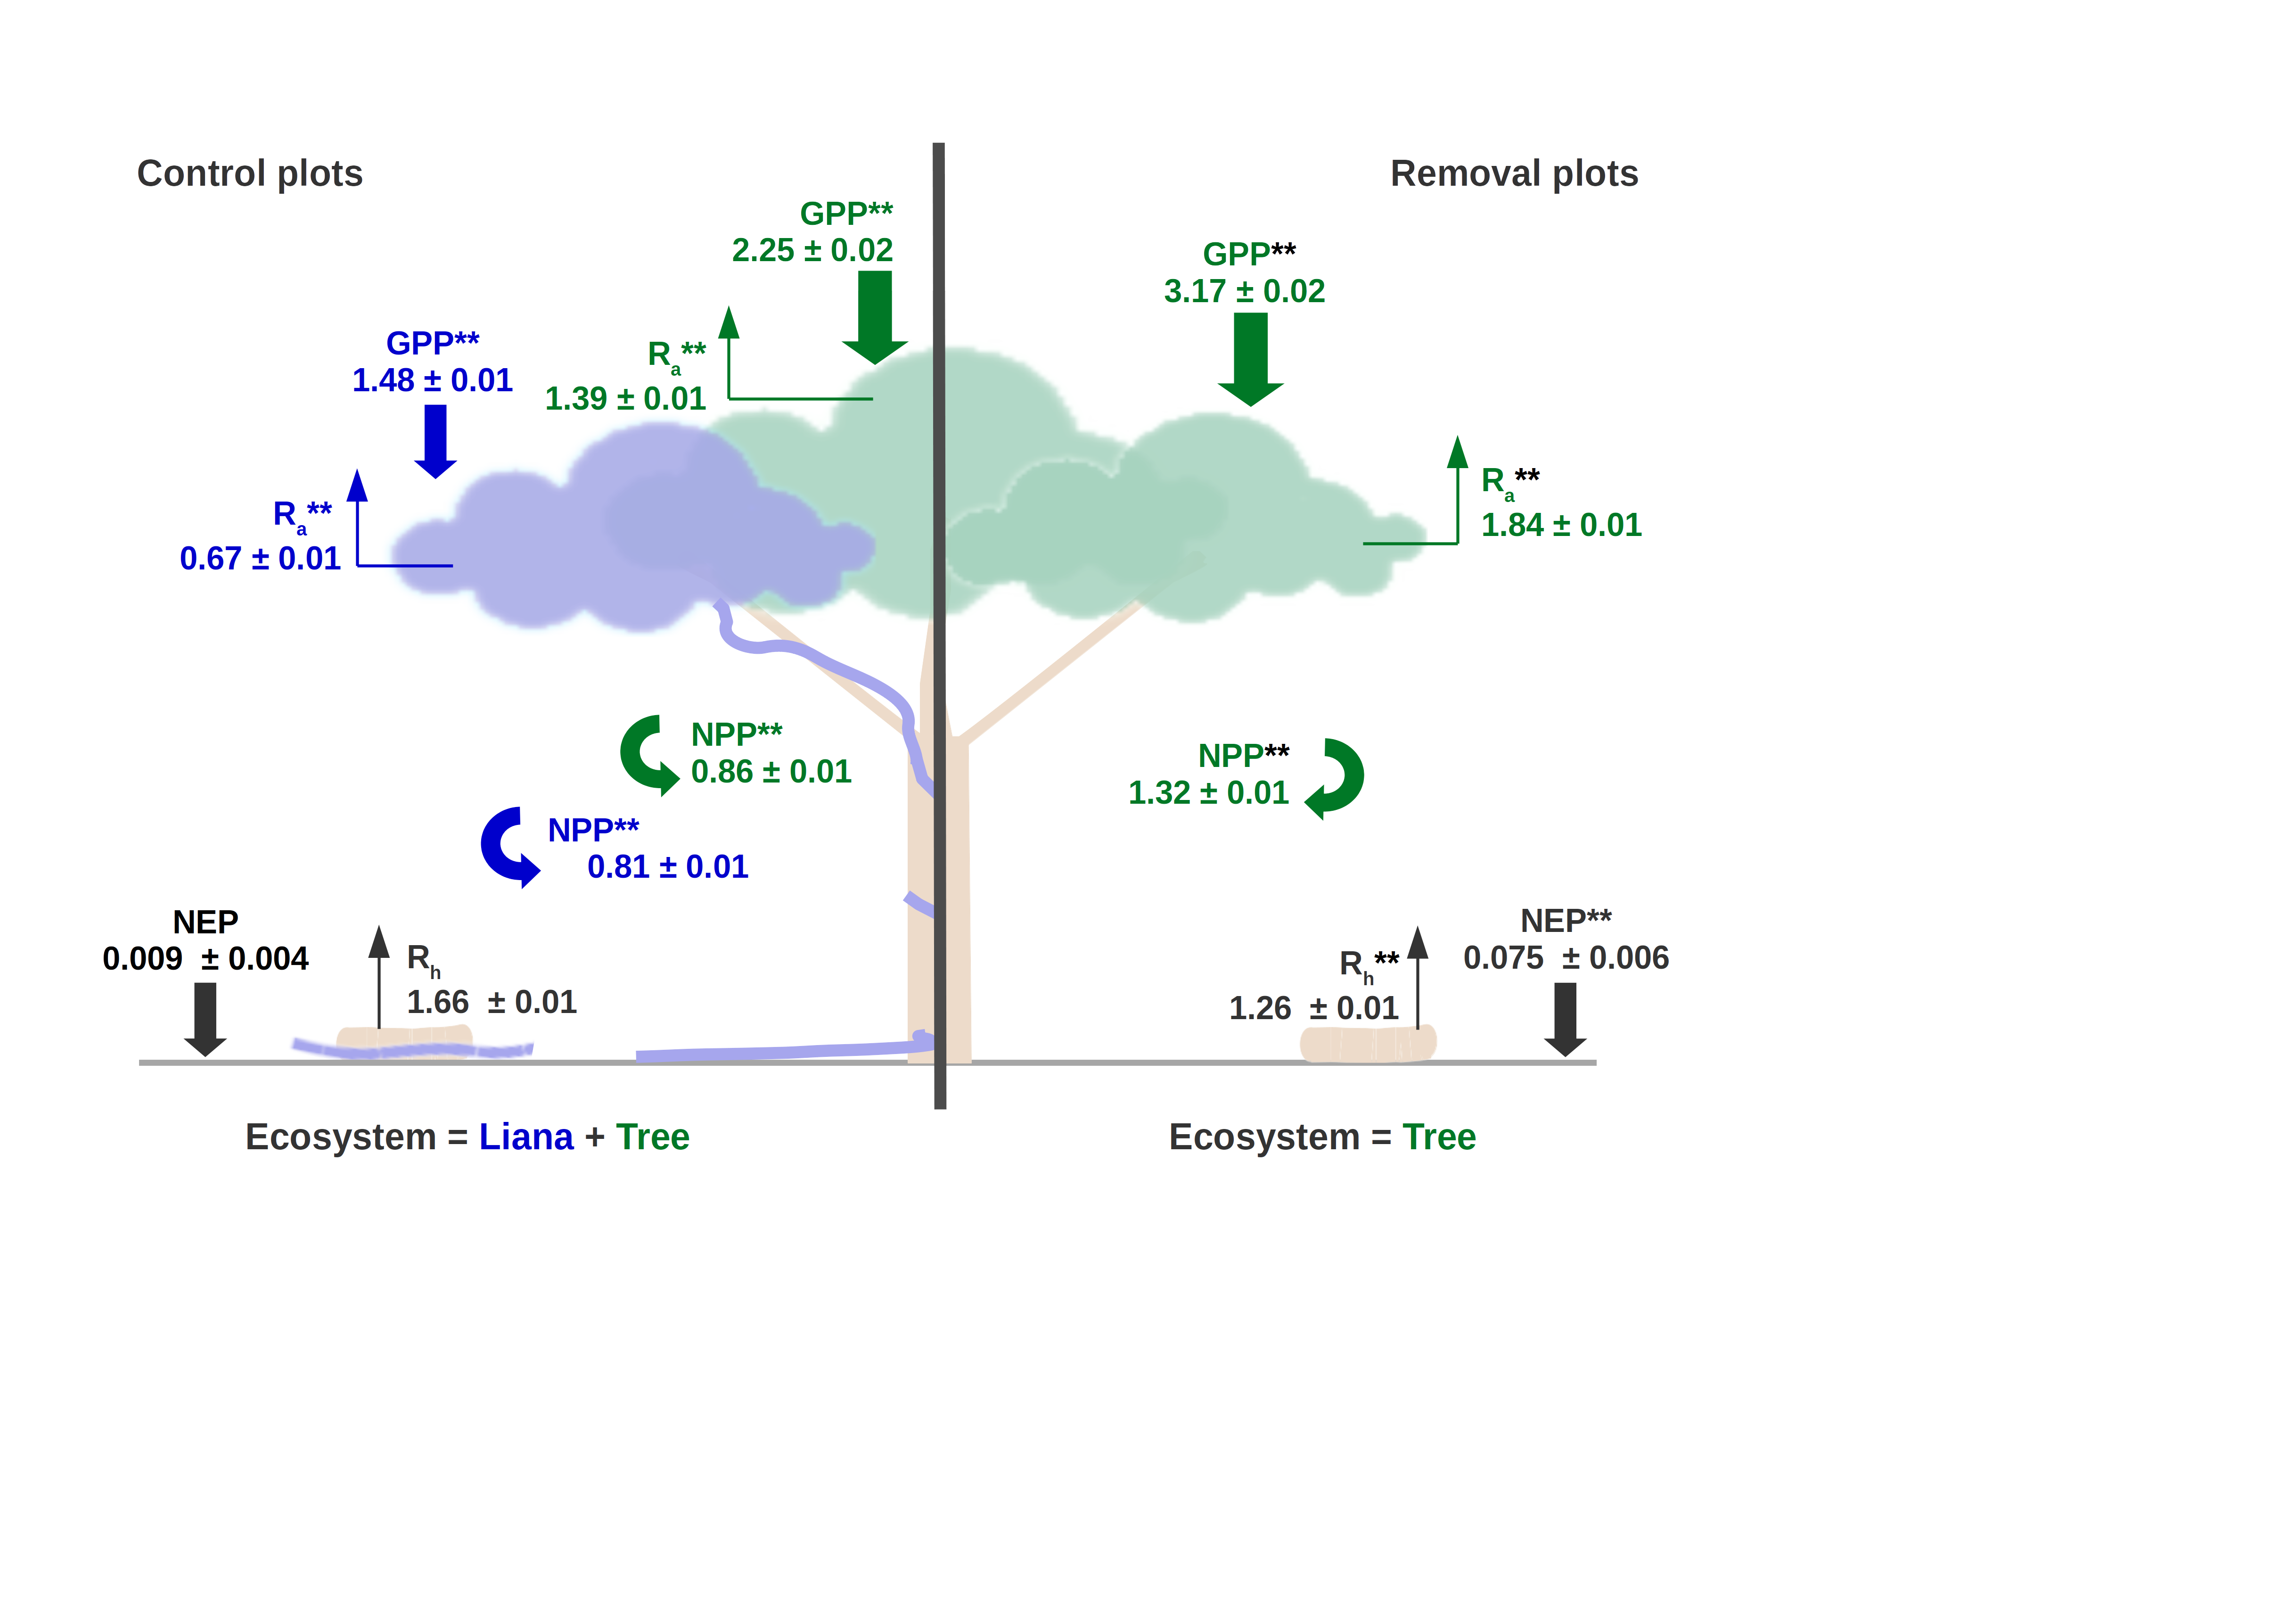 Control plots
Removal plots
GPP**
2.25 ± 0.02
GPP**
3.17 ± 0.02
GPP**
1.48 ± 0.01
Ra**
1.39 ± 0.01
Ra**
1.84 ± 0.01
Ra**
0.67 ± 0.01
NPP**
0.86 ± 0.01
NPP**
1.32 ± 0.01
NPP**
0.81 ± 0.01
NEP
0.009 ± 0.004
Rh
1.66 ± 0.01
Rh**
1.26 ± 0.01
NEP**
0.075 ± 0.006
Ecosystem = Liana + Tree
Ecosystem = Tree